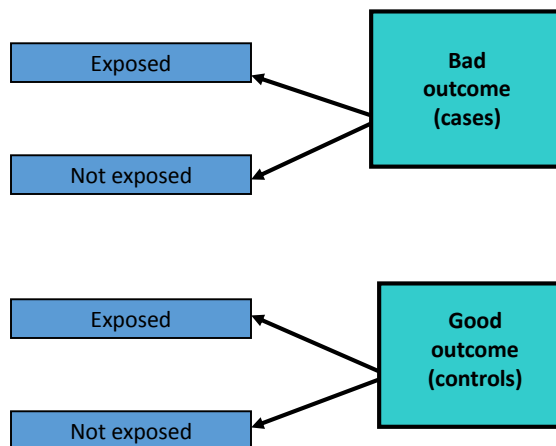 Exposed
Bad
outcome
(cases)
Not exposed
Exposed
Good
outcome
(controls)
Not exposed